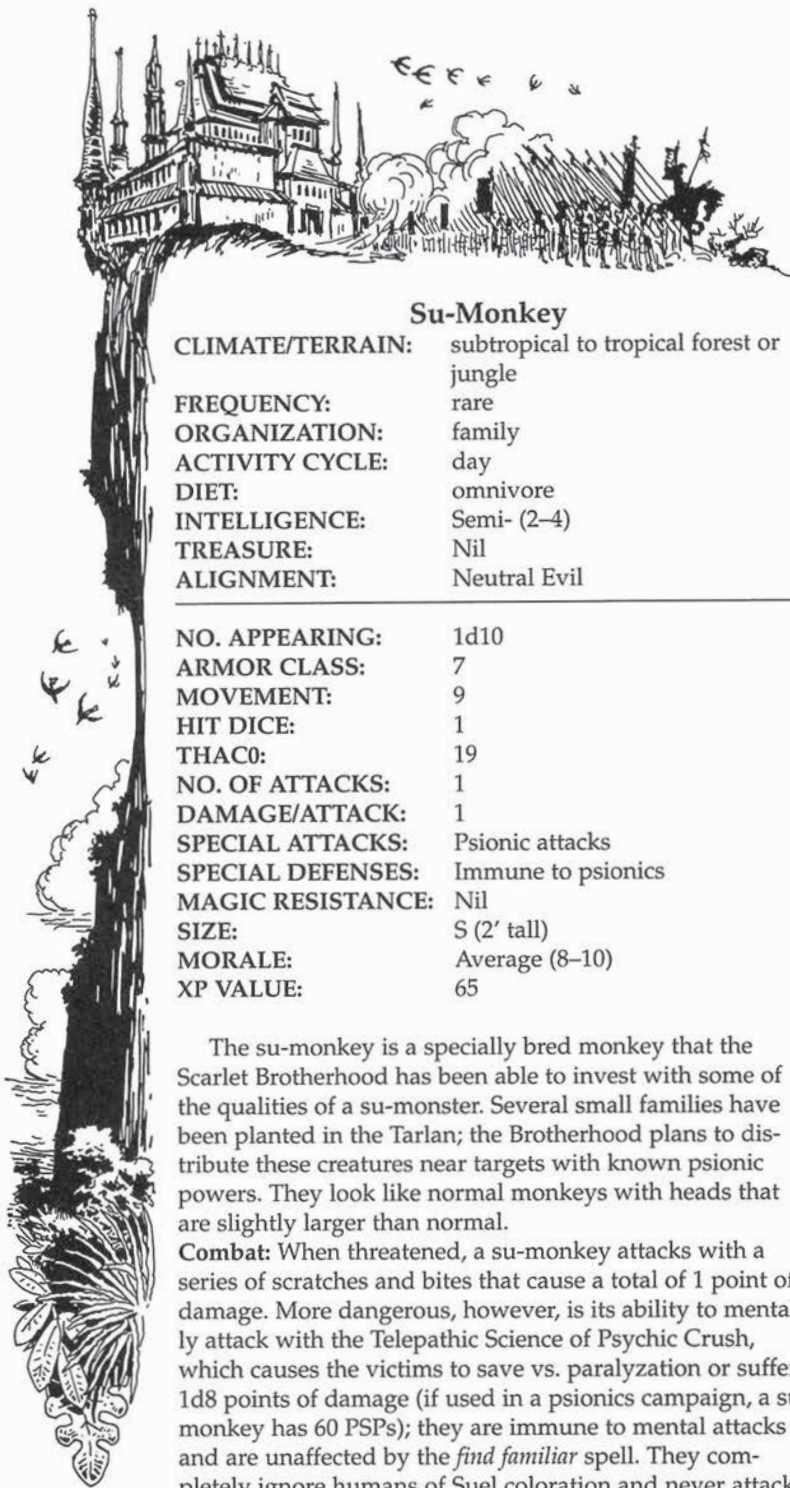 Su-Monkey
CLIMATE/TERRAIN: subtropical to tropical forest or
jungle
FREQUENCY: rare
ORGANIZATION: family
ACTIVITY CYCLE: day
DIET: omnivore
INTELLIGENCE: Semi- (2–4)
TREASURE: Nil
ALIGNMENT: Neutral Evil
NO. APPEARING: 1d10
ARMOR CLASS: 7
MOVEMENT: 9
HIT DICE: 1
THAC0: 19
NO. OF ATTACKS: 1
DAMAGE/ATTACK: 1
SPECIAL ATTACKS: Psionic attacks
SPECIAL DEFENSES: Immune to psionics
MAGIC RESISTANCE: Nil
SIZE: S (2' tall)
MORALE: Average (8–10)
XP VALUE: 65
The su-monkey is a specially bred monkey that the
Scarlet Brotherhood has been able to invest with some of
the qualities of a su-monster. Several small families have
been planted in the Tarlan; the Brotherhood plans to dis-
tribute these creatures near targets with known psionic
powers. They look like normal monkeys with heads that
are slightly larger than normal.
Combat: When threatened, a su-monkey attacks with a
series of scratches and bites that cause a total of 1 point of
damage. More dangerous, however, is its ability to mental-
ly attack with the Telepathic Science of Psychic Crush,
which causes the victims to save vs. paralyzation or suffer
1d8 points of damage (if used in a psionics campaign, a su-
monkey has 60 PSPs); they are immune to mental attacks
and are unaffected by the find familiar spell. They com-
pletely ignore humans of Suel coloration and never attack